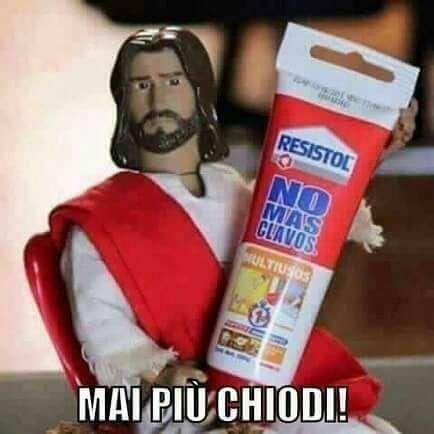 RESISTOL
NO
MAS
CLAVOS
MULTIUSOS
MAI PIÙ CHIODI!